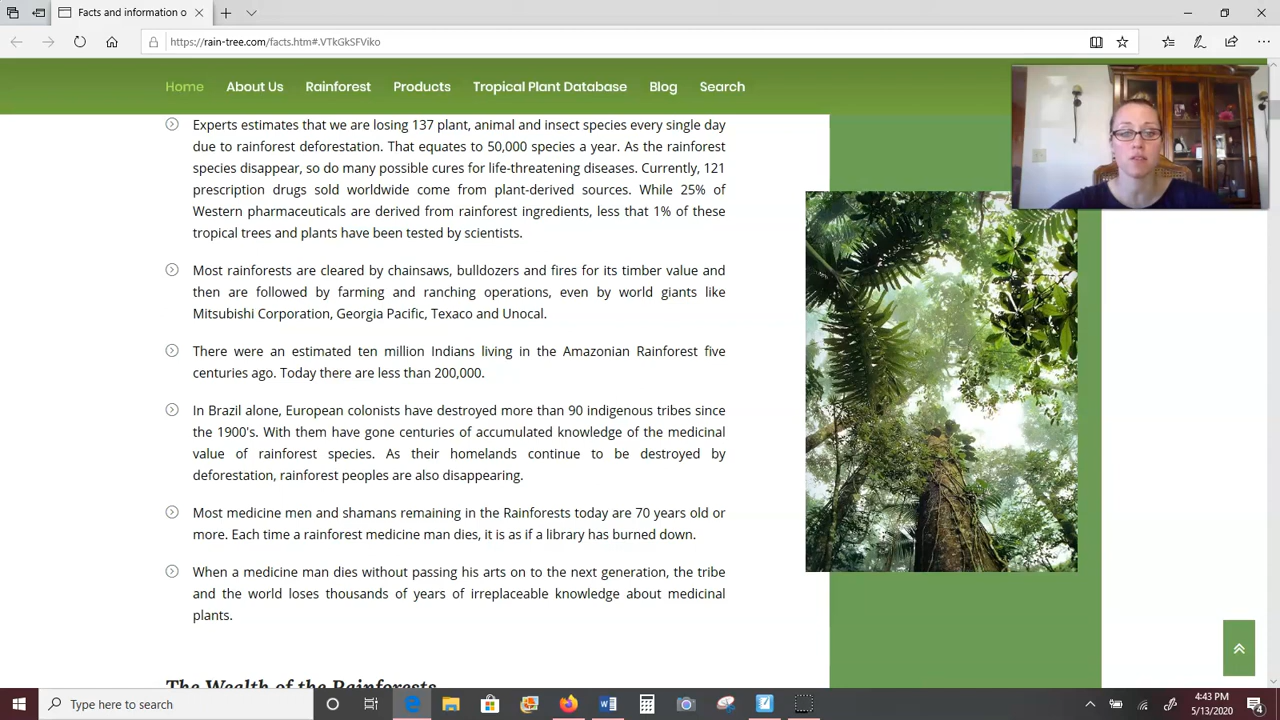 Facts and information o
https://rain-tree.com/facts.htm#.VTkGkSFViko
Home About Us Rainforest Products Tropical Plant Database Blog Search
Experts estimates that we are losing 137 plant, animal and insect species every single day
due to rainforest deforestation. That equates to 50,000 species a year. As the rainforest
species disappear, so do many possible cures for life-threatening diseases. Currently, 121
prescription drugs sold worldwide come from plant-derived sources. While 25% of
Western pharmaceuticals are derived from rainforest ingredients, less that 1% of these
tropical trees and plants have been tested by scientists.
Most rainforests are cleared by chainsaws, bulldozers and fires for its timber value and
then are followed by farming and ranching operations, even by world giants like
Mitsubishi Corporation, Georgia Pacific, Texaco and Unocal.
There were an estimated ten million Indians living in the Amazonian Rainforest five
centuries ago. Today there are less than 200,000.
In Brazil alone, European colonists have destroyed more than 90 indigenous tribes since
the 1900's. With them have gone centuries of accumulated knowledge of the medicinal
value of rainforest species. As their homelands continue to be destroyed by
deforestation, rainforest peoples are also disappearing.
Most medicine men and shamans remaining in the Rainforests today are 70 years old or
more. Each time a rainforest medicine man dies, it is as if a library has burned down.
When a medicine man dies without passing his arts on to the next generation, the tribe
and the world loses thousands of years of irreplaceable knowledge about medicinal
plants.
The Wealth of the Rainforests
Type here to search
4:43 PM
5/13/2020